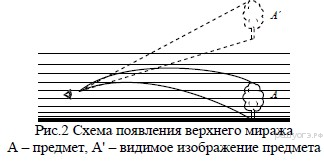 A'
A
Рис.2 Схема появления верхнего миража
А – предмет, А' – видимое изображение предмета